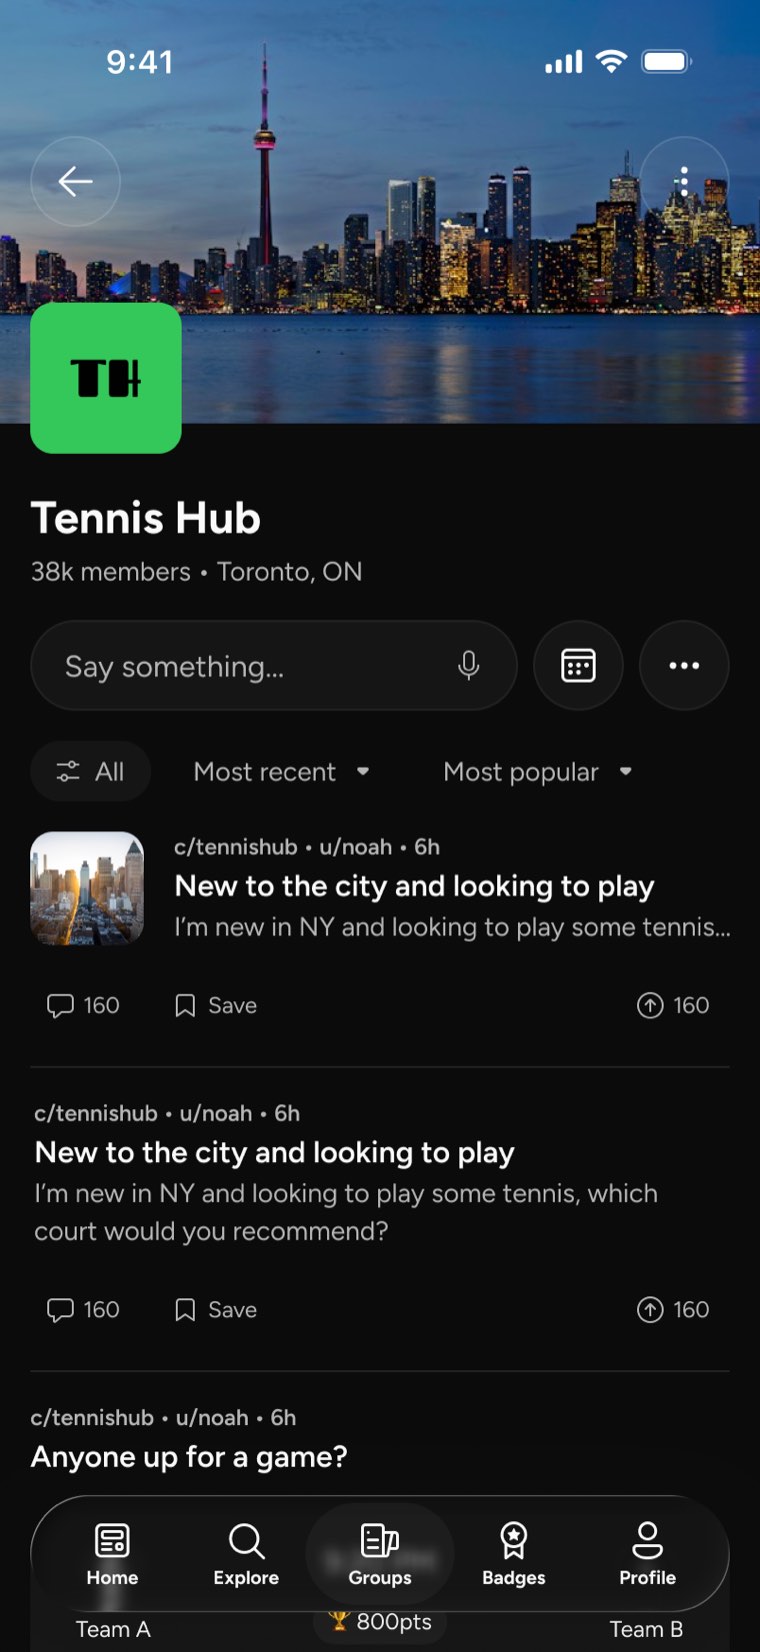 9:41
TH
Tennis Hub
38k members • Toronto, ON
Say something...
All
Most recent
Most popular
c/tennishub • u/noah • 6h
New to the city and looking to play
I’m new in NY and looking to play some tennis...
160
Save
160
c/tennishub • u/noah • 6h
New to the city and looking to play
I’m new in NY and looking to play some tennis, which
court would you recommend?
160
Save
160
c/tennishub • u/noah • 6h
Anyone up for a game?
Home
Explore
Groups
Badges
Profile
Team A
🏆 800pts
Team B